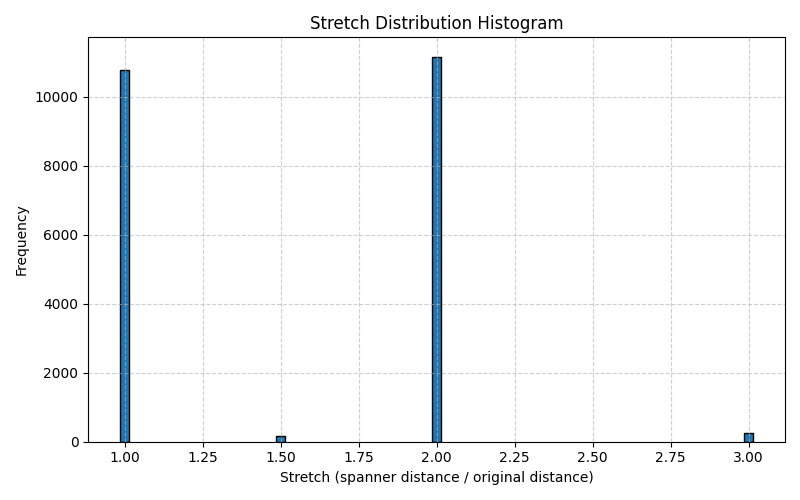 Stretch Distribution Histogram
Frequency
10000
8000
6000
4000
2000
0
1.00 1.25 1.50 1.75 2.00 2.25 2.50 2.75 3.00
Stretch (spanner distance / original distance)